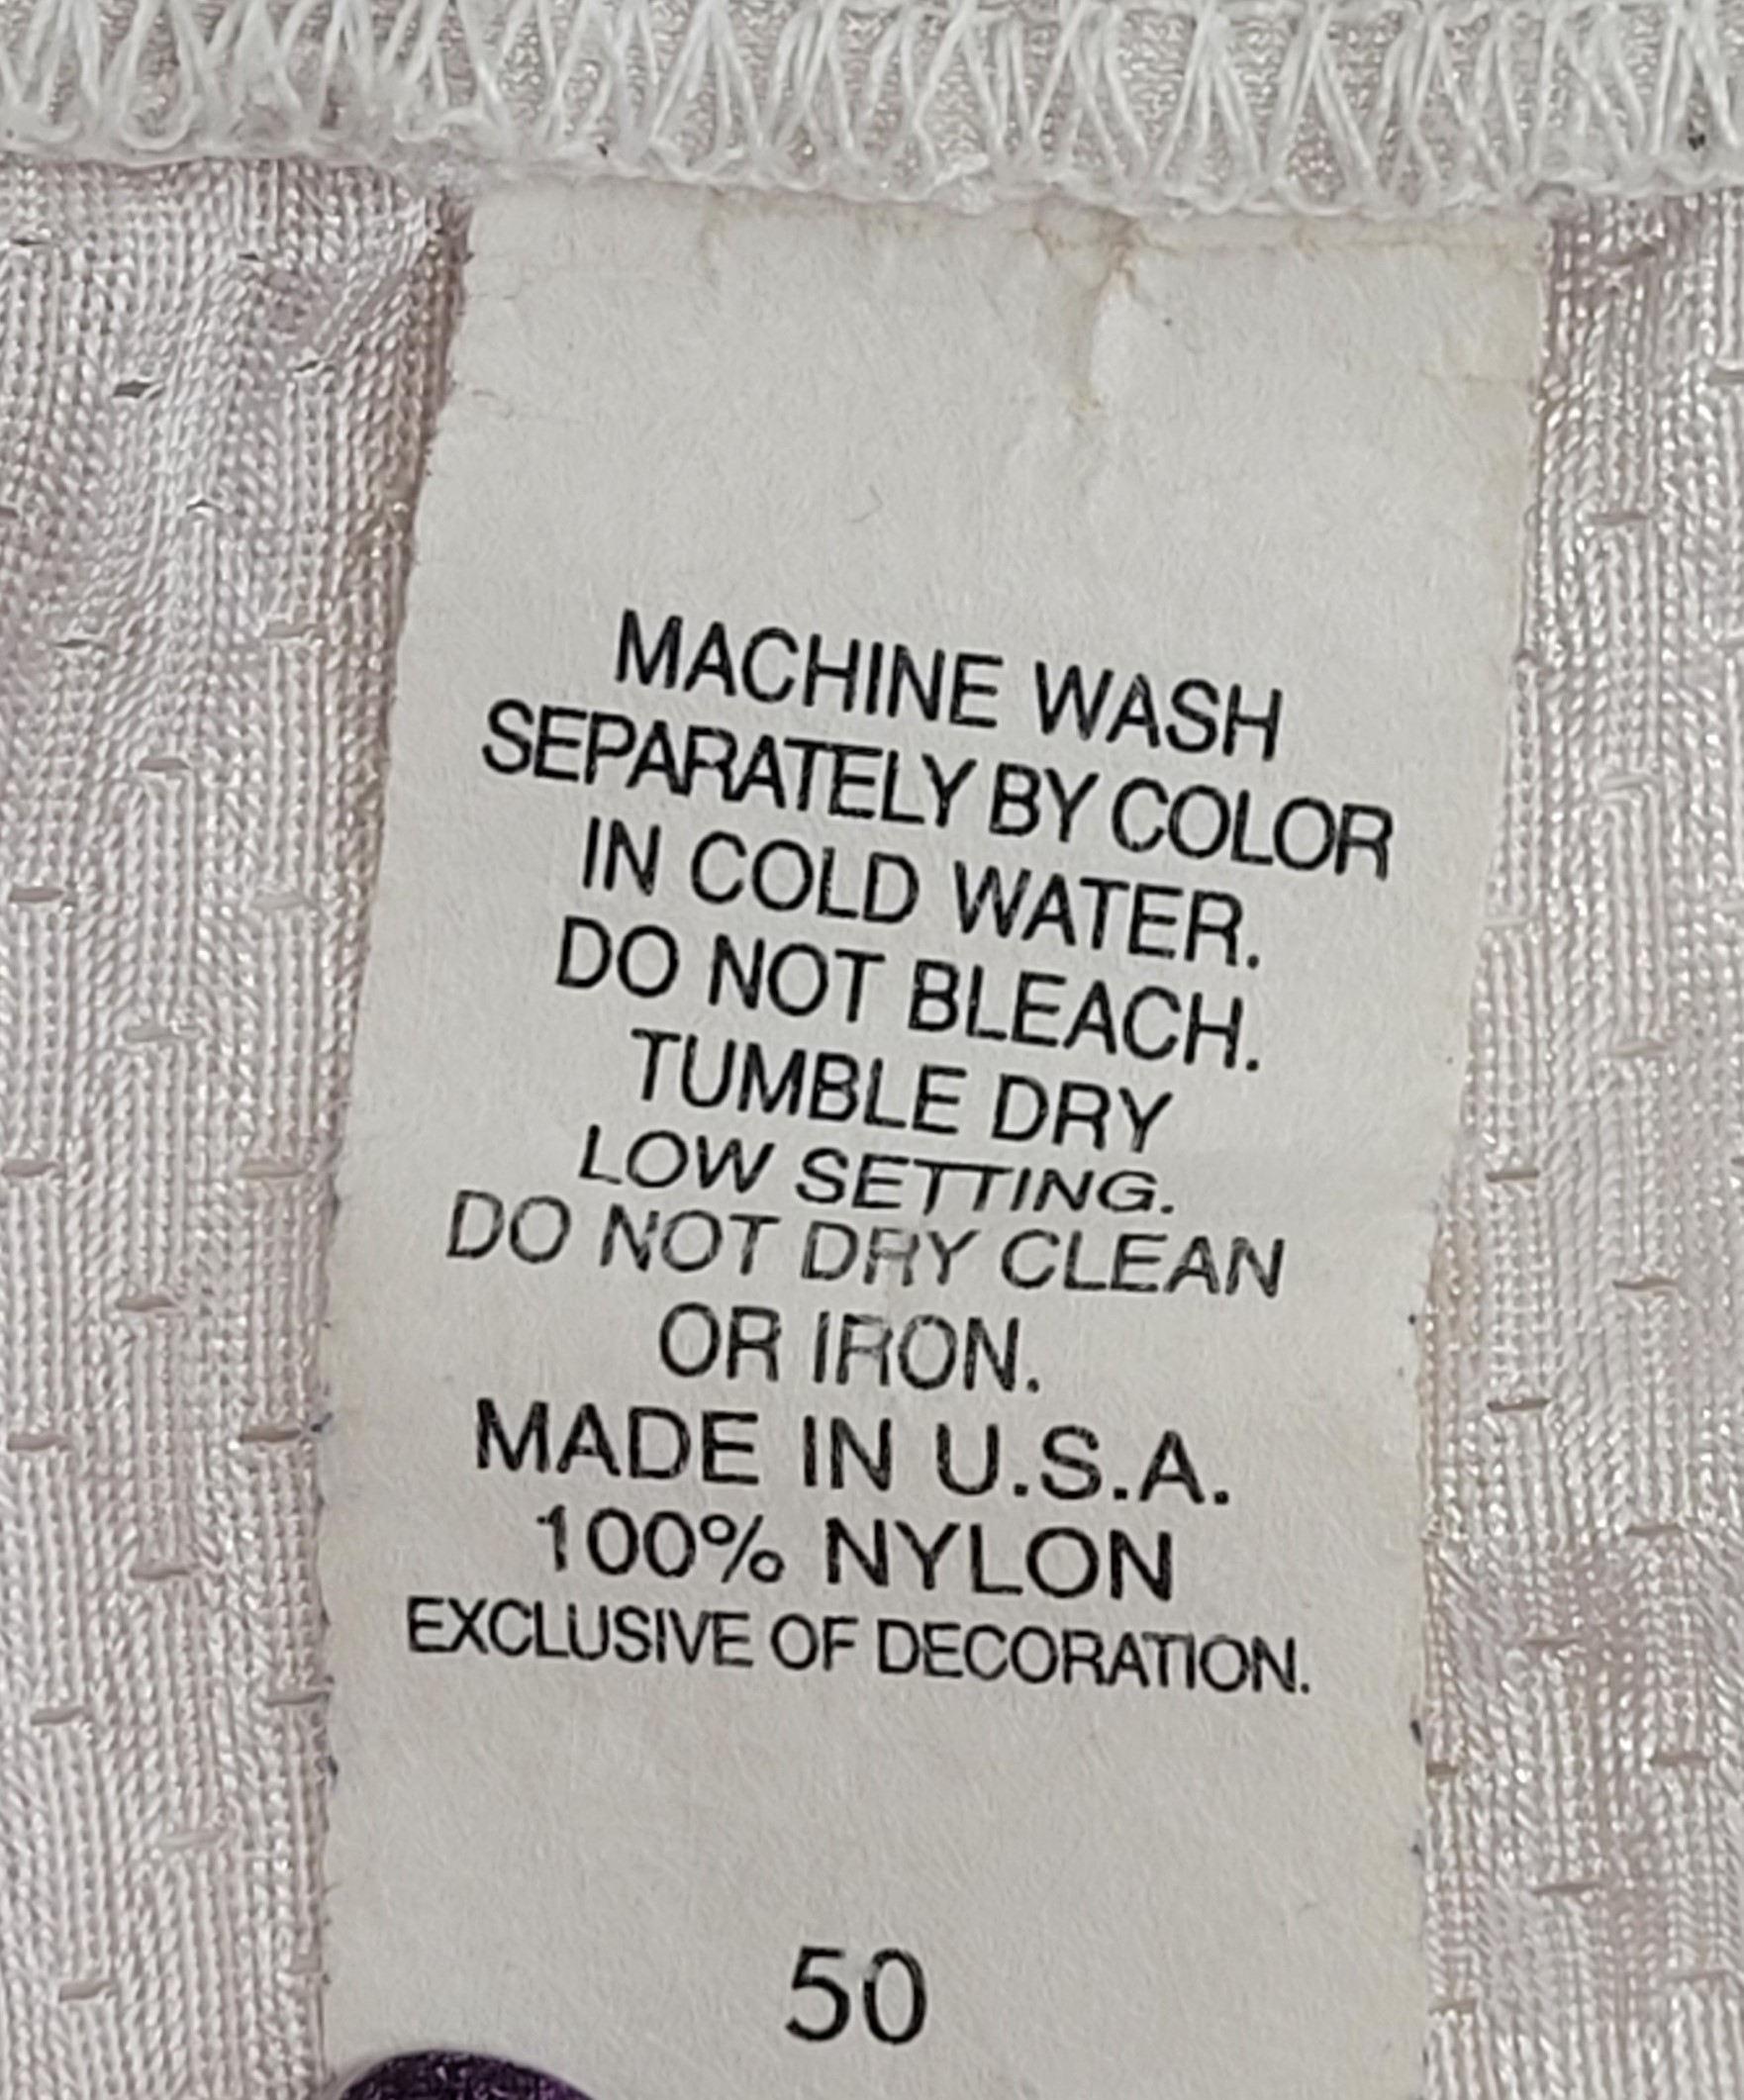 MACHINE WASH
SEPARATELY BY COLOR
IN COLD WATER.
DO NOT BLEACH.
TUMBLE DRY
LOW SETTING.
DO NOT DRY CLEAN
OR IRON.
MADE IN U.S.A.
100% NYLON
EXCLUSIVE OF DECORATION.
50